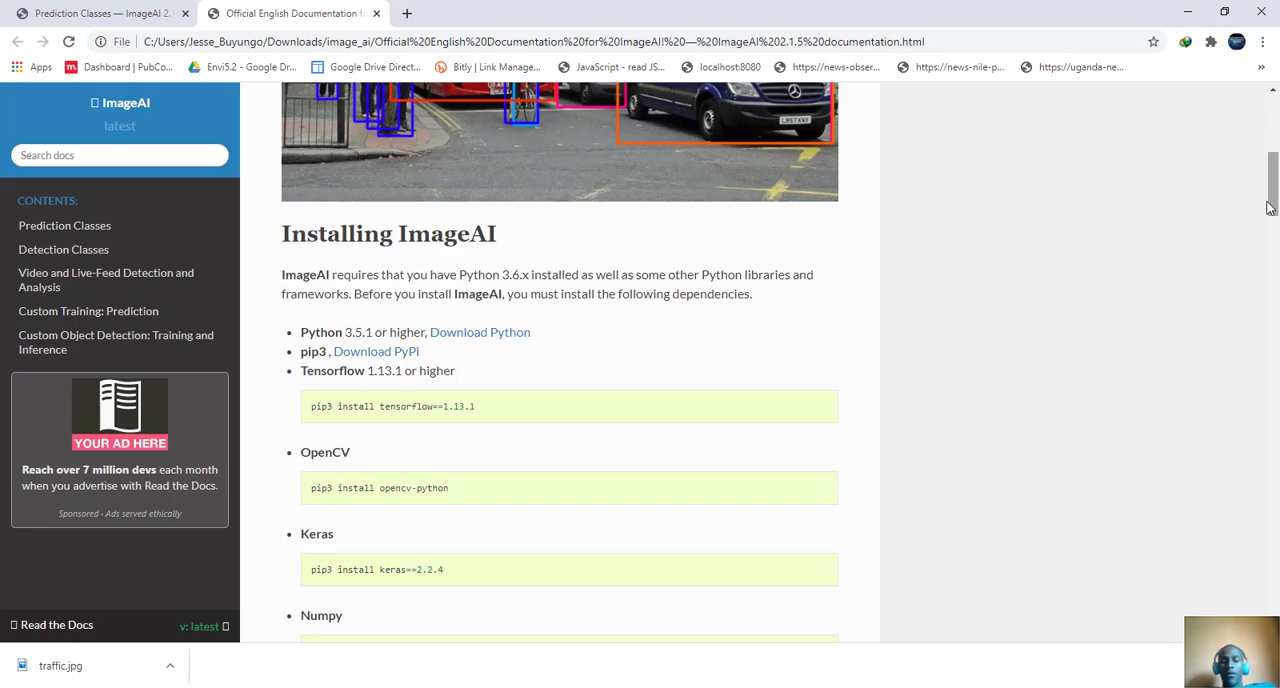 Prediction Classes — ImageAI 2.1
Official English Documentation fo
File
C:/Users/Jesse_Buyungo/Downloads/image_ai/Official%20English%20Documentation%20for%20ImageAI!%20—%20ImageAI%202.1.5%20documentation.html
Apps
Dashboard | PubCo...
Envi5.2 - Google Dr...
Google Drive Direct...
Bitly | Link Manage...
JavaScript - read JS...
localhost:8080
https://news-obser...
https://news-nile-p...
https://uganda-ne...
»
ImageAI
latest
Search docs
CONTENTS:
Prediction Classes
Detection Classes
Video and Live-Feed Detection and
Analysis
Custom Training: Prediction
Custom Object Detection: Training and
Inference
YOUR AD HERE
Reach over 7 million devs each month
when you advertise with Read the Docs.
Sponsored · Ads served ethically
Read the Docs
v: latest
LR57 KNY
Installing ImageAI
ImageAI requires that you have Python 3.6.x installed as well as some other Python libraries and
frameworks. Before you install ImageAI, you must install the following dependencies.
Python 3.5.1 or higher, Download Python
pip3 , Download PyPi
Tensorflow 1.13.1 or higher
pip3 install tensorflow==1.13.1
OpenCV
pip3 install opencv-python
Keras
pip3 install keras==2.2.4
Numpy
traffic.jpg